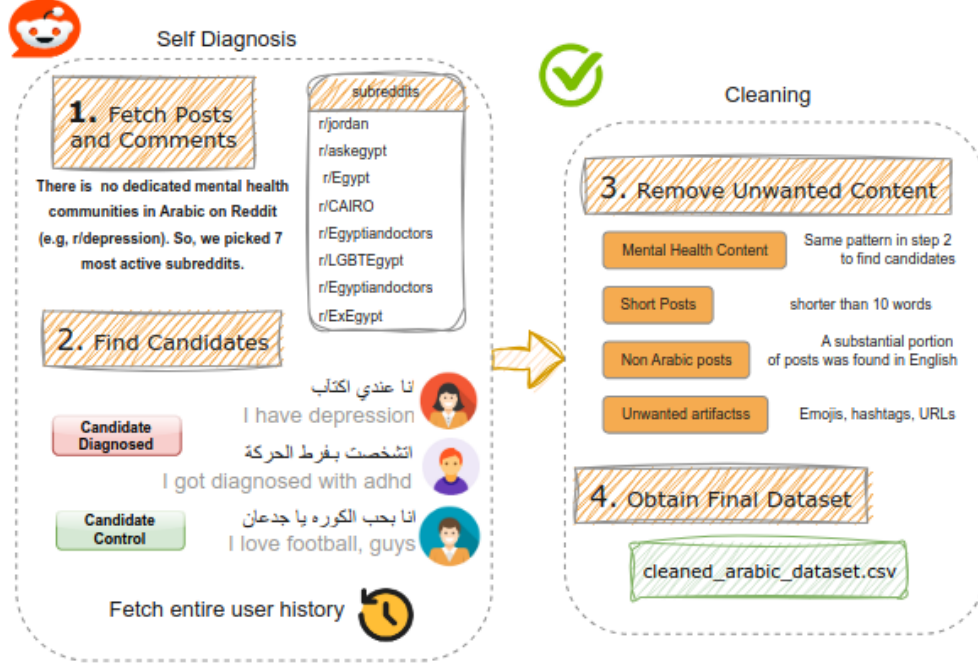 Self Diagnosis
1. Fetch Posts
and Comments
There is no dedicated mental health
communities in Arabic on Reddit
(e.g, r/depression). So, we picked 7
most active subreddits.
subreddits
r/jordan
r/askegypt
r/Egypt
r/CAIRO
r/Egyptiandoctors
r/LGBTEgypt
r/Egyptiandoctors
r/ExEgypt
2. Find Candidates
Candidate
Diagnosed
انا عندي اكتآب
I have depression
اتشخصت بفرط الحركة
I got diagnosed with adhd
Candidate
Control
انا بحب الكوره يا جدعان
I love football, guys
Fetch entire user history
Cleaning
3. Remove Unwanted Content
Mental Health Content
Same pattern in step 2
to find candidates
Short Posts
shorter than 10 words
Non Arabic posts
A substantial portion
of posts was found in English
Unwanted artifactss
Emojis, hashtags, URLs
4. Obtain Final Dataset
cleaned_arabic_dataset.csv